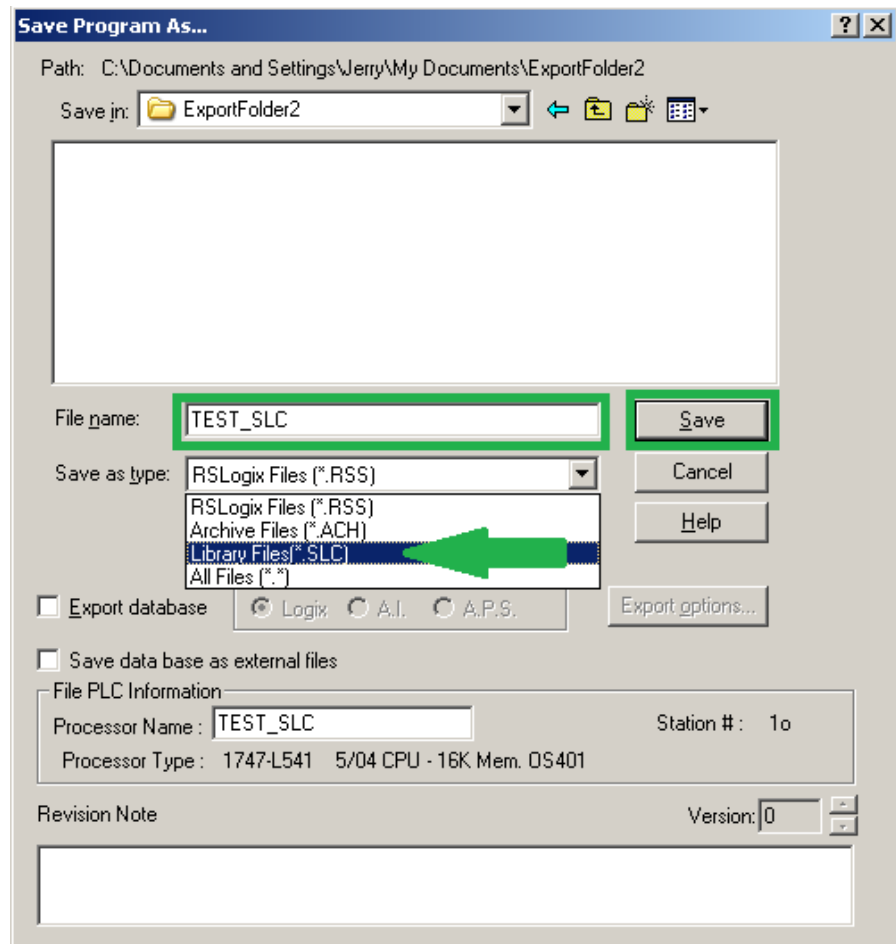 Save Program As...
Path: C:\Documents and Settings\Jerry\My Documents\ExportFolder2
Save in: ExportFolder2
File name: TEST_SLC Save
Save as type: RSLogix Files (*.RSS) Cancel
RSLogix Files (*.RSS)
Archive Files (*.ACH)
Help
Library Files(*.SLC)
All Files (*.*)
Export database Logix A.I. A.P.S. Export options...
Save data base as external files
File PLC Information
Processor Name : TEST_SLC Station # : 1o
Processor Type : 1747-L541 5/04 CPU - 16K Mem. OS401
Revision Note Version: 0